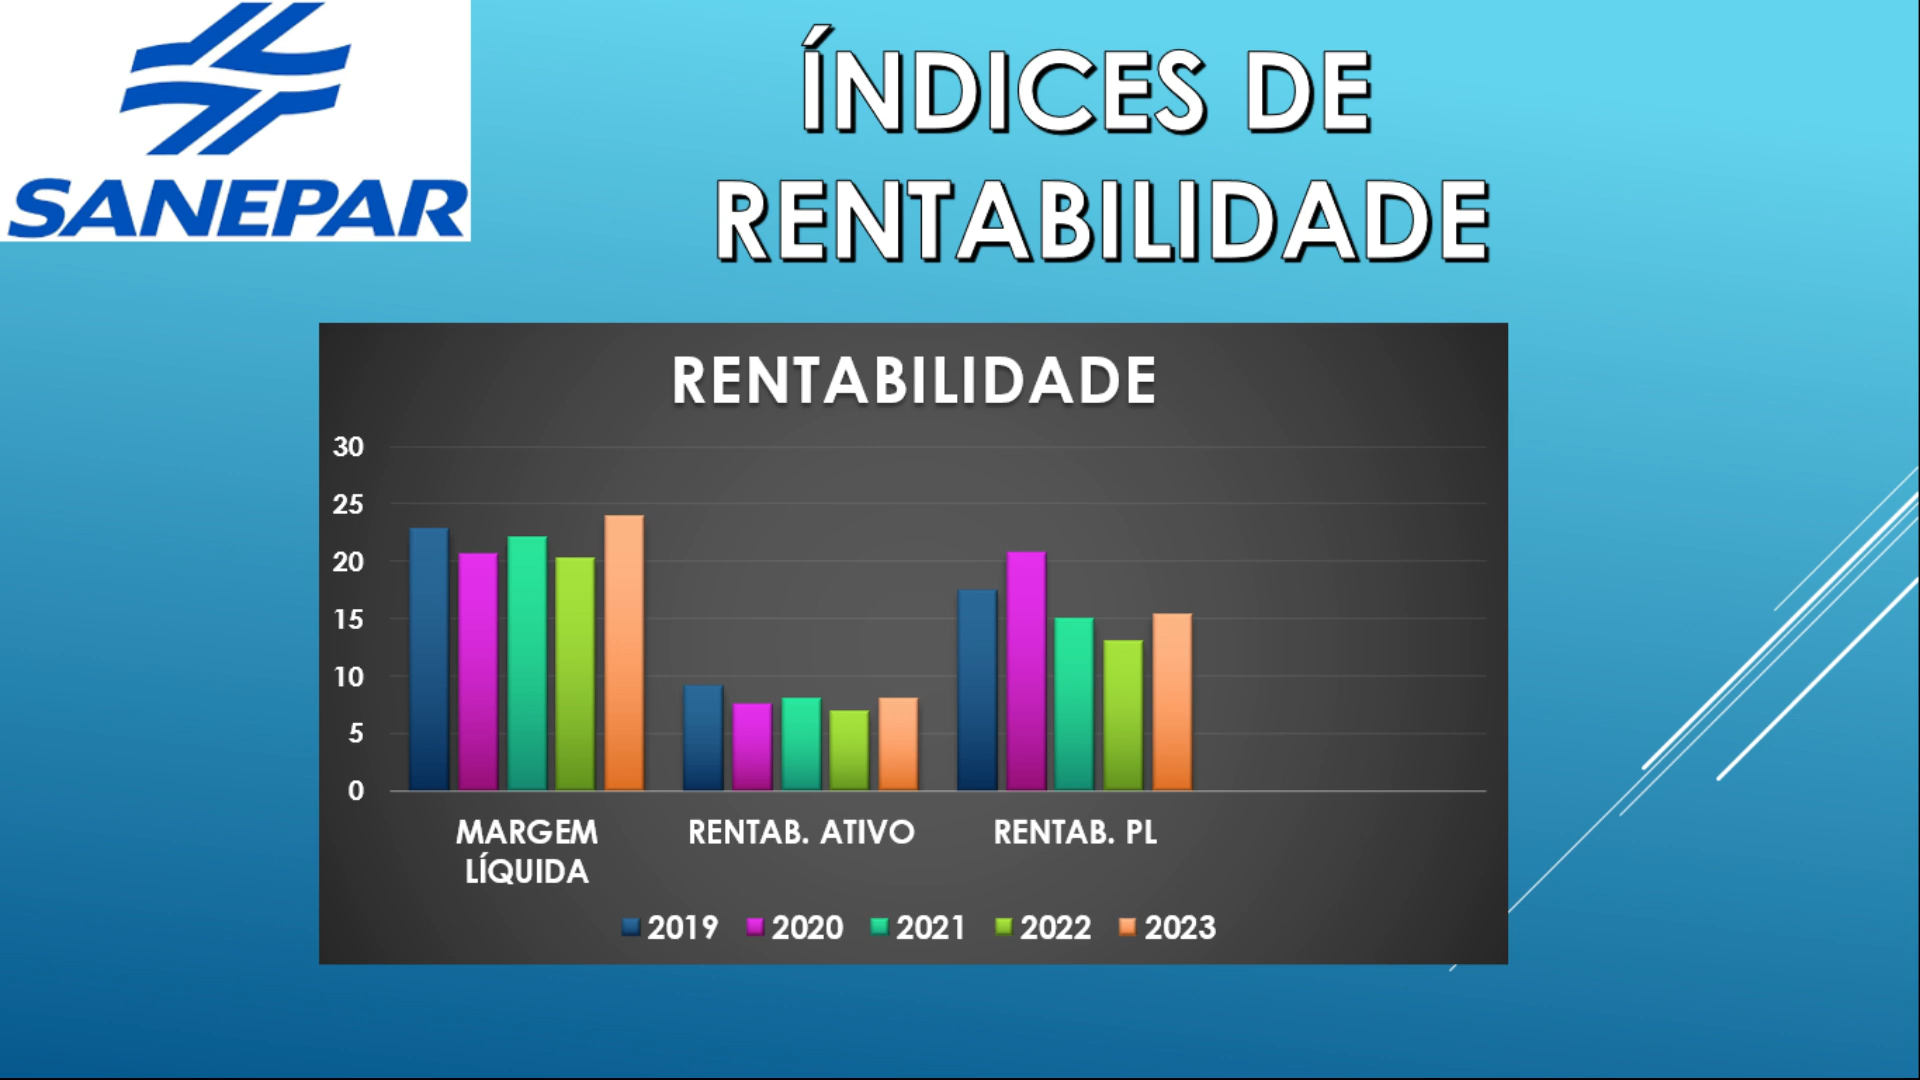 SANEPAR
ÍNDICES DE
RENTABILIDADE
RENTABILIDADE
30
25
20
15
10
5
0
MARGEM
LÍQUIDA
RENTAB. ATIVO
RENTAB. PL
2019 2020 2021 2022 2023